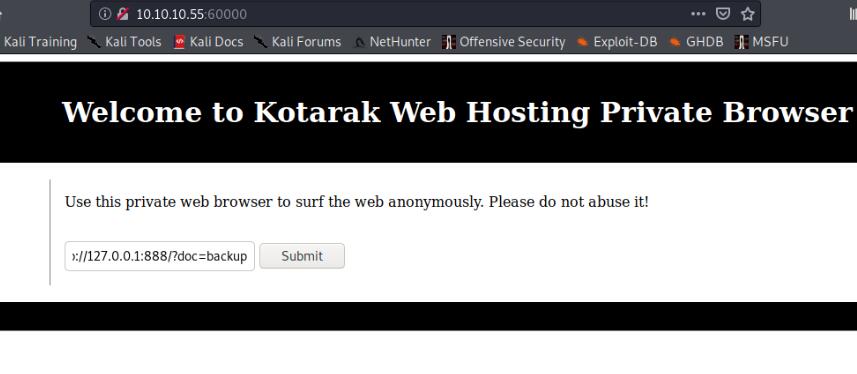 10.10.10.55:60000
Kali Training Kali Tools Kali Docs Kali Forums NetHunter Offensive Security Exploit-DB GHDB MSFU
Welcome to Kotarak Web Hosting Private Browser
Use this private web browser to surf the web anonymously. Please do not abuse it!
://127.0.0.1:888/?doc=backup Submit